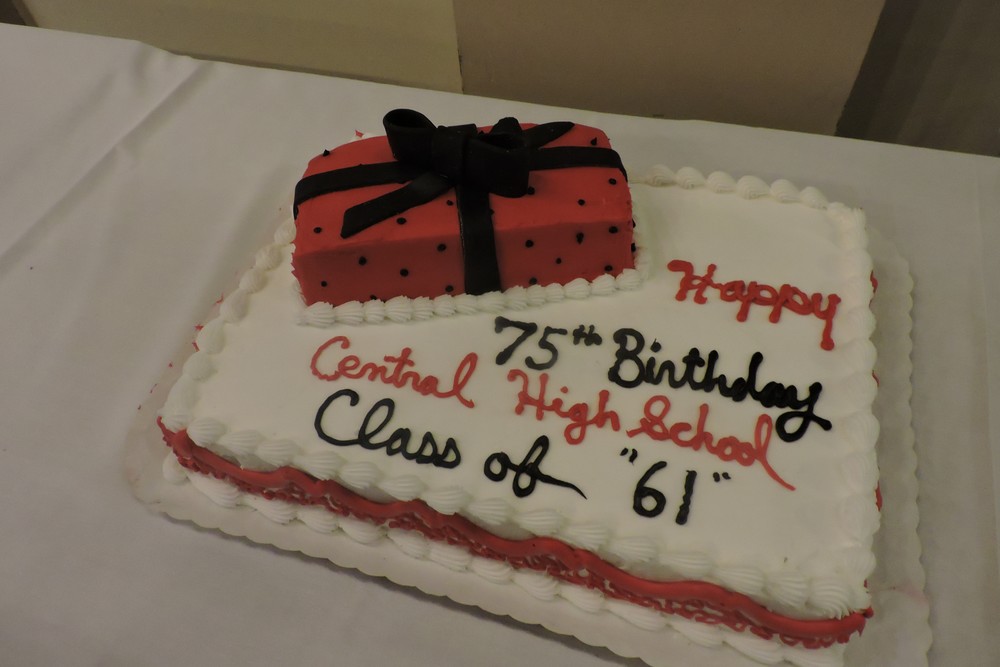 Happy
75th Birthday
Central High School
Class of "61"